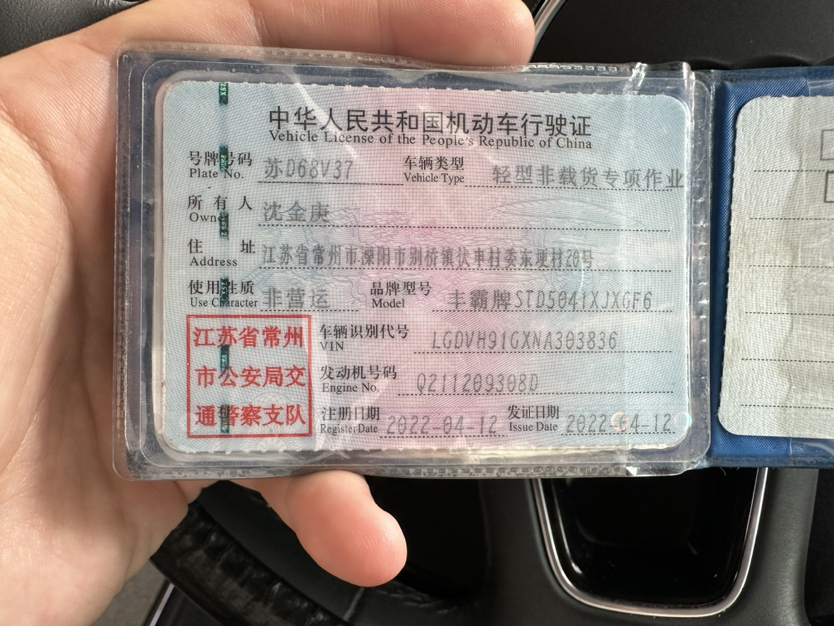 中华人民共和国机动车行驶证
Vehicle License of the People's Republic of China
号牌号码 苏D68V37 车辆类型 轻型非载货专项作业
Plate No. Vehicle Type
所有人 沈金庚
Owner
住址 江苏省常州市溧阳市别桥镇伏丰村委东埂村20号
Address
使用性质 非营运 品牌型号 丰霸牌STD5041XJXGF6
Use Character Model
江苏省常州
市公安局交
通警察支队
车辆识别代号 LGDVH91GXNA303836
VIN
发动机号码 Q211209308D
Engine No.
注册日期 2022-04-12 发证日期 2022-04-12
Register Date Issue Date